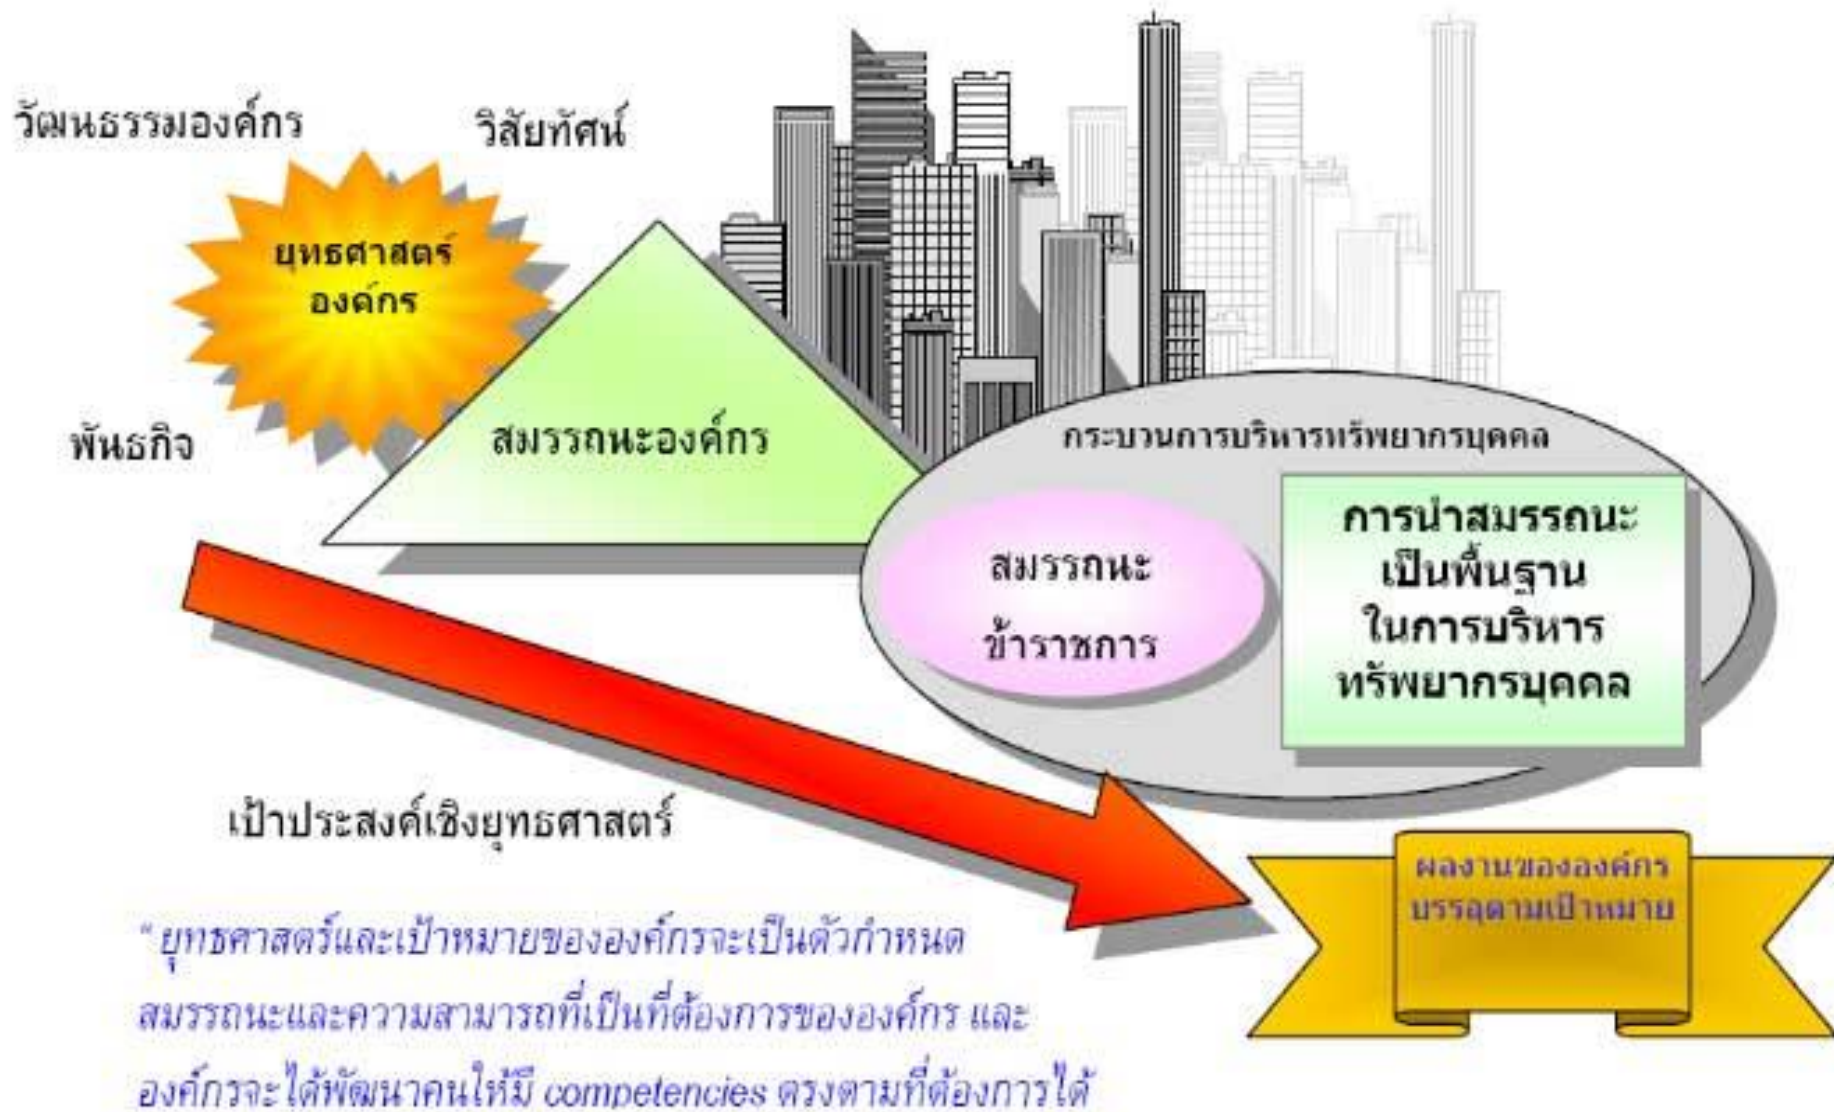 วัฒนธรรมองค์กร
วิสัยทัศน์
ยุทธศาสตร์
องค์กร
พันธกิจ
สมรรถนะองค์กร
กระบวนการบริหารทรัพยากรบุคคล
สมรรถนะ
ข้าราชการ
การนำสมรรถนะ
เป็นพื้นฐาน
ในการบริหาร
ทรัพยากรบุคคล
เป้าประสงค์เชิงยุทธศาสตร์
ผลงานขององค์กร
บรรลุตามเป้าหมาย
“ยุทธศาสตร์และเป้าหมายขององค์กรจะเป็นตัวกำหนด
สมรรถนะและความสามารถที่เป็นที่ต้องการขององค์กร และ
องค์กรจะได้พัฒนาคนให้มี competencies ตรงตามที่ต้องการได้